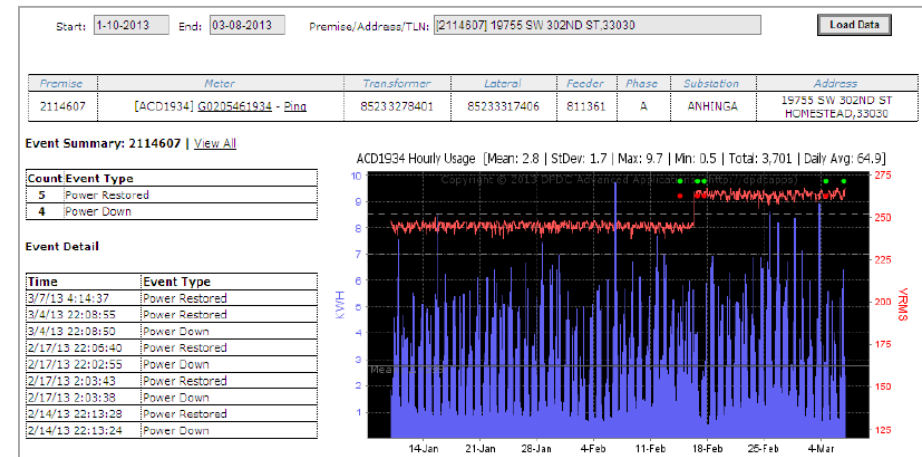 Start: 1-10-2013 End: 03-08-2013 Premise/Address/TLN: [2114607] 19755 SW 302ND ST,33030 Load Data
Premise Meter Transformer Lateral Feeder Phase Substation Address
2114607 [ACD1934] G0205461934 - Ping 85233278401 85233317406 811361 A ANHINGA 19755 SW 302ND ST
HOMESTEAD,33030
Event Summary: 2114607 | View All
Count Event Type
5 Power Restored
4 Power Down
Event Detail
Time Event Type
3/7/13 4:14:37 Power Restored
3/4/13 22:08:55 Power Restored
3/4/13 22:08:50 Power Down
2/17/13 22:06:40 Power Restored
2/17/13 22:02:55 Power Down
2/17/13 2:03:43 Power Restored
2/17/13 2:03:38 Power Down
2/14/13 22:13:28 Power Restored
2/14/13 22:13:24 Power Down
ACD1934 Hourly Usage [Mean: 2.8 | StDev: 1.7 | Max: 9.7 | Min: 0.5 | Total: 3,701 | Daily Avg: 64.9]
Copyright © 2013 DPDC Advanced Applications (http://dpdcapps)
10
9
8
7
6
5
4
3
2
1
KWH
Mean
275
250
225
200
175
150
125
VRMS
14-Jan 21-Jan 28-Jan 4-Feb 11-Feb 18-Feb 25-Feb 4-Mar